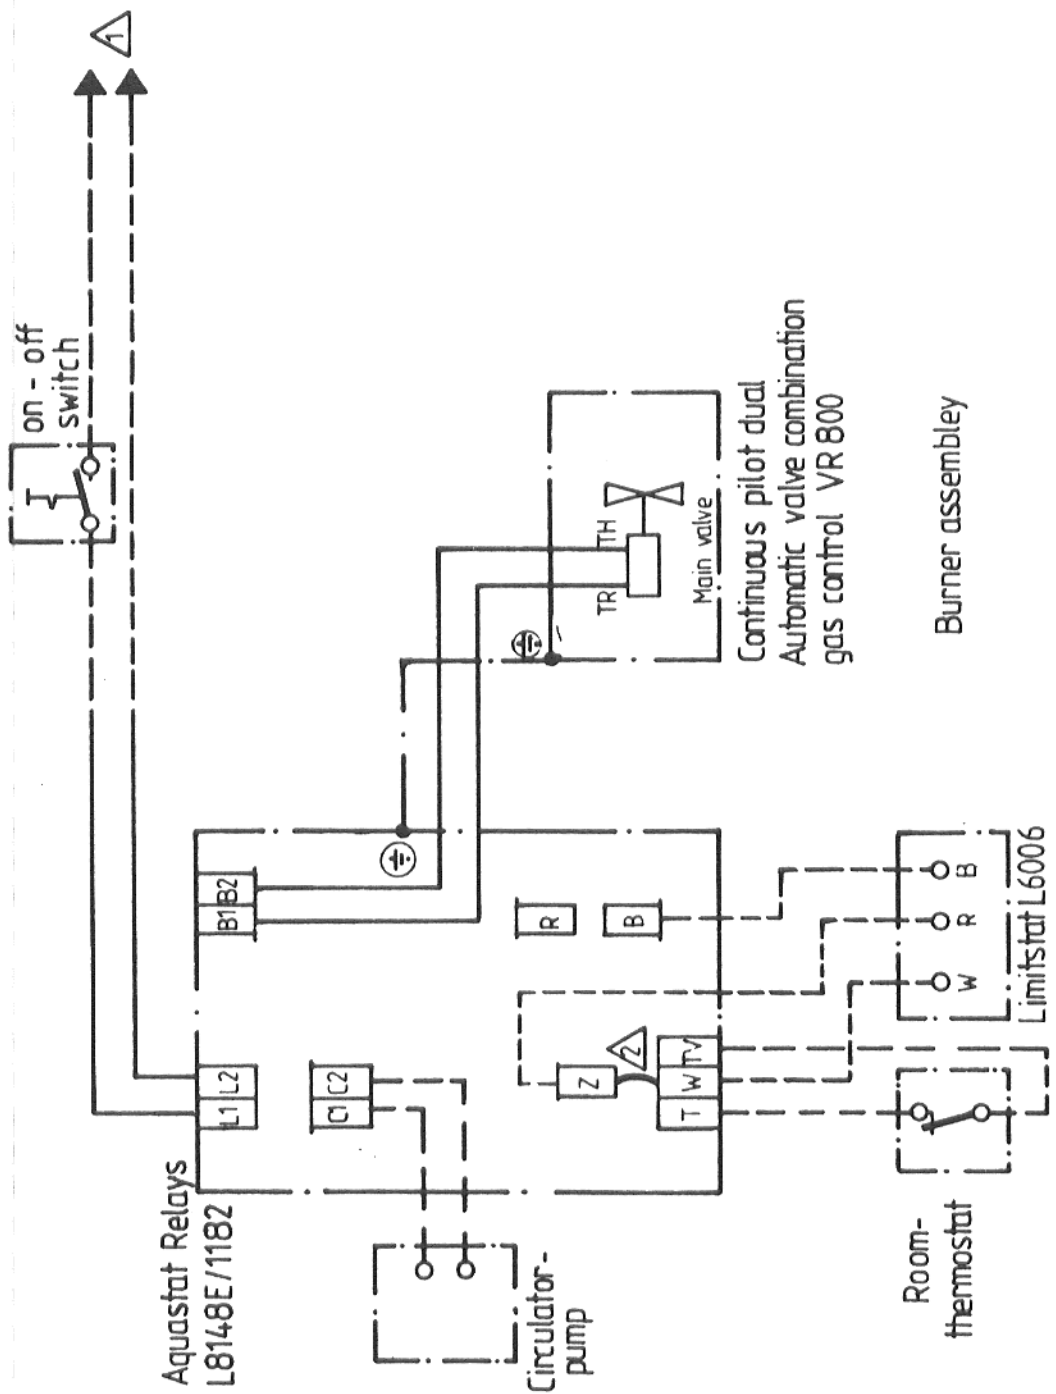 1
on - off
switch
Aquastat Relays
L8148E/1182
L1 L2
B1 B2
C1 C2
TR
TH
Main valve
Continuous pilot dual
Automatic valve combination
gas control VR 800
Burner assembley
R
B
Z
2
T W TV
Circulator-
pump
Room-
thermostat
W R B
Limitstat L6006